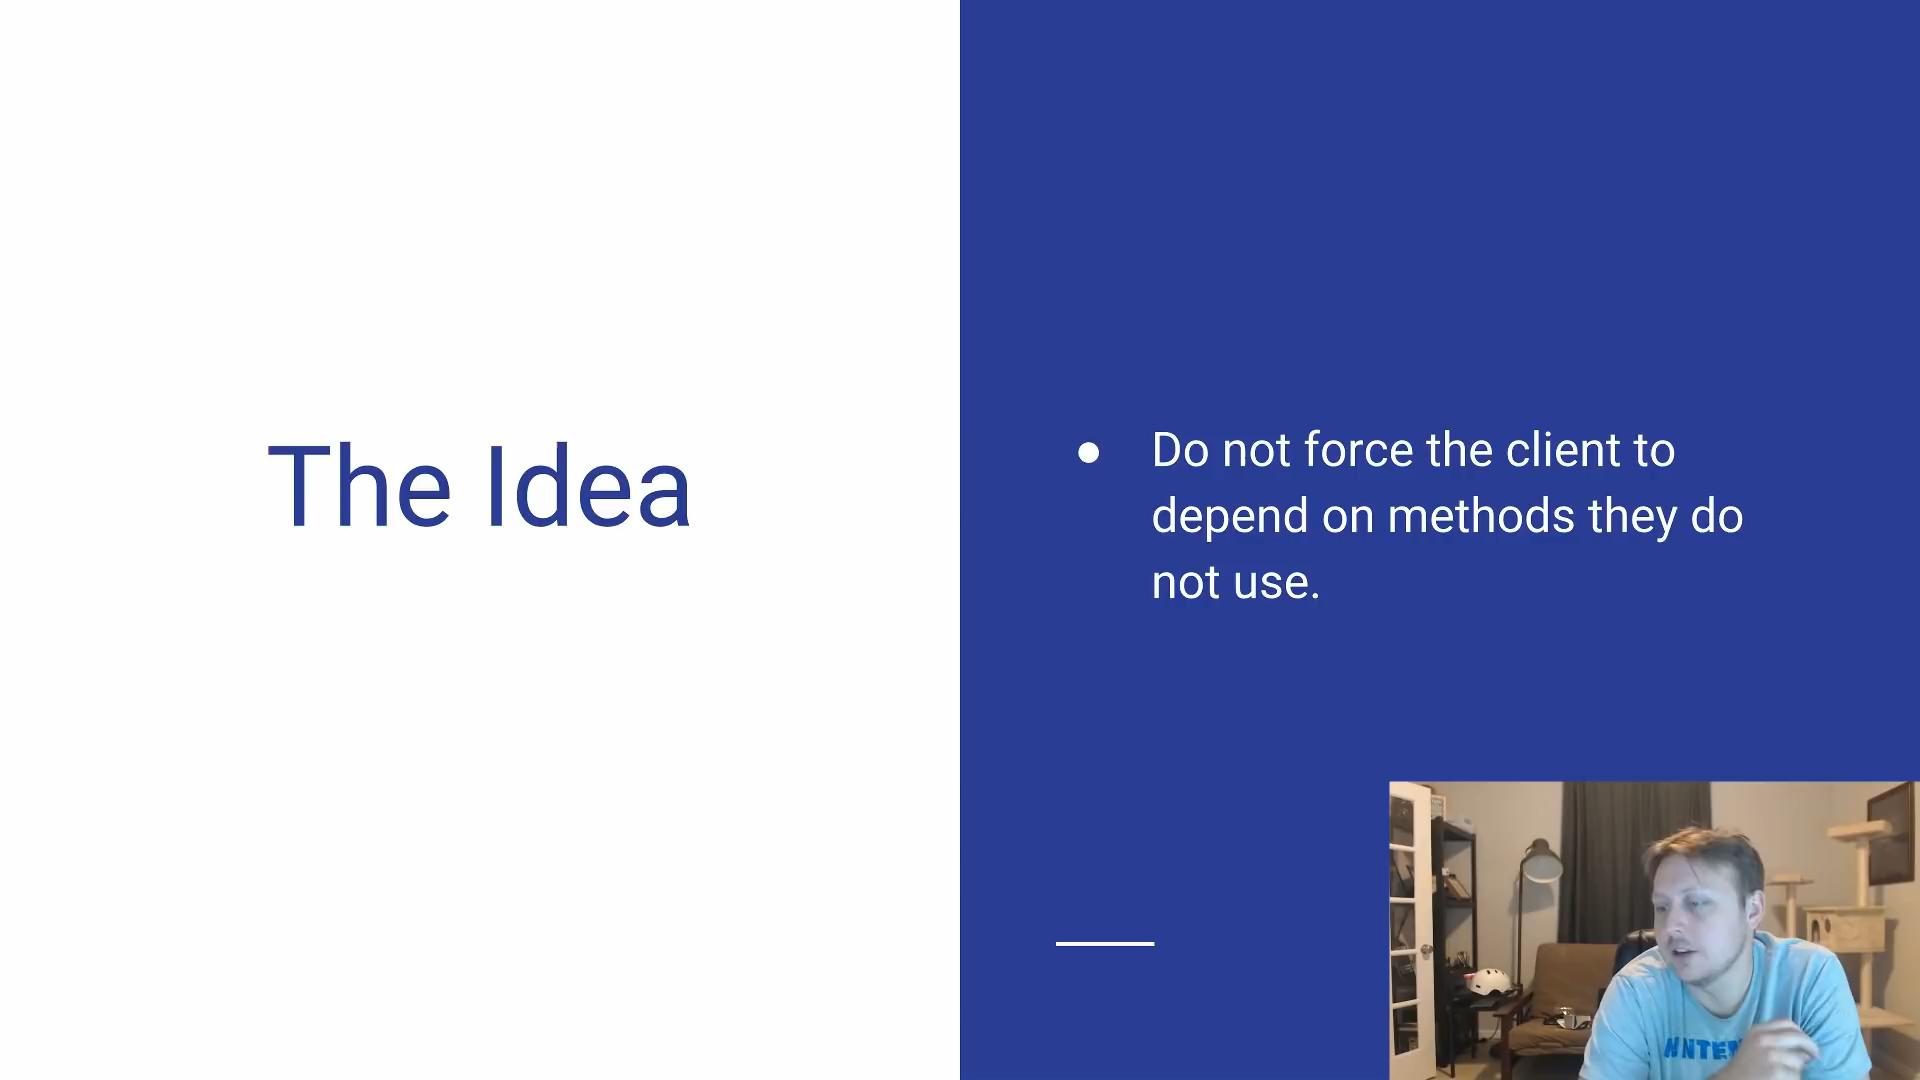 The Idea
● Do not force the client to
depend on methods they do
not use.